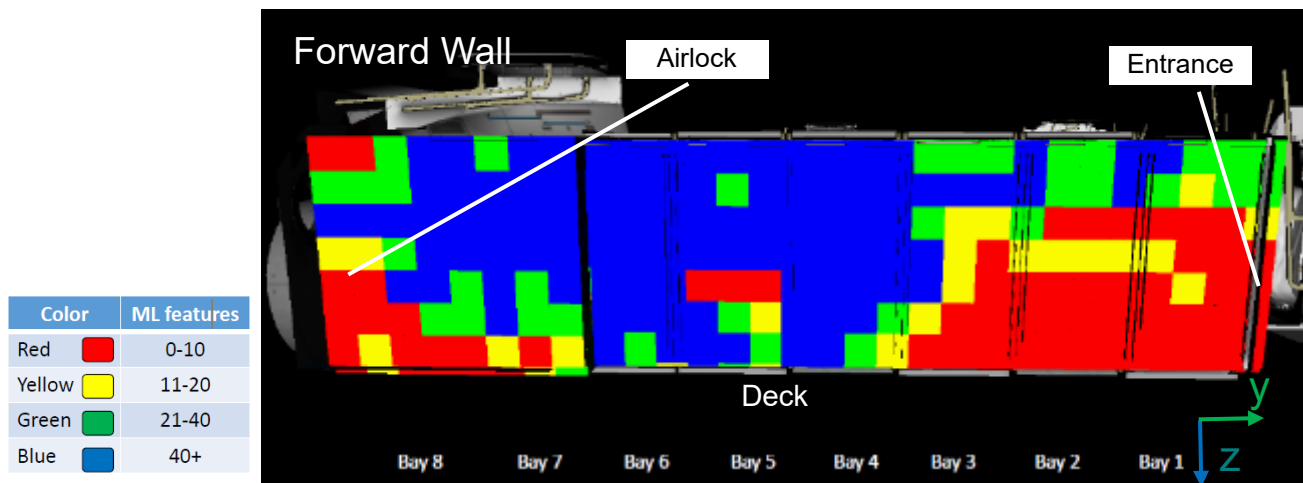 Forward Wall
Airlock
Entrance
Color ML features
Red 0-10
Yellow 11-20
Green 21-40
Blue 40+
Deck
y
z
Bay 8 Bay 7 Bay 6 Bay 5 Bay 4 Bay 3 Bay 2 Bay 1